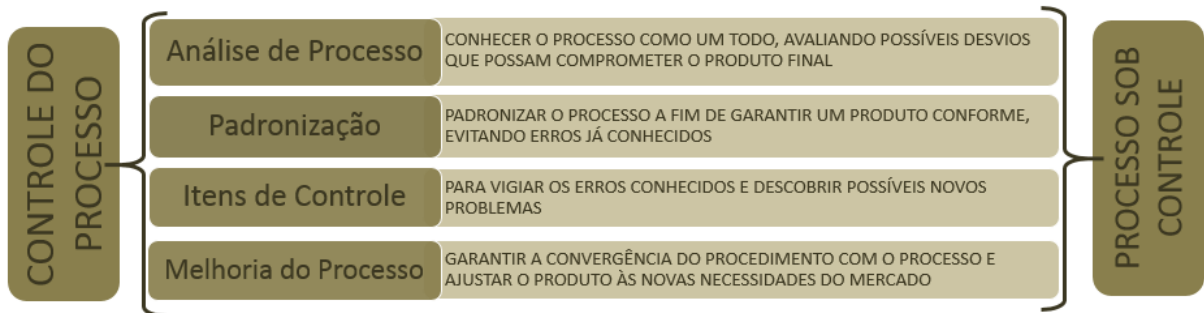 CONTROLE DO
PROCESSO
Análise de Processo
CONHECER O PROCESSO COMO UM TODO, AVALIANDO POSSÍVEIS DESVIOS
QUE POSSAM COMPROMETER O PRODUTO FINAL
Padronização
PADRONIZAR O PROCESSO A FIM DE GARANTIR UM PRODUTO CONFORME,
EVITANDO ERROS JÁ CONHECIDOS
Itens de Controle
PARA VIGIAR OS ERROS CONHECIDOS E DESCOBRIR POSSÍVEIS NOVOS
PROBLEMAS
Melhoria do Processo
GARANTIR A CONVERGÊNCIA DO PROCEDIMENTO COM O PROCESSO E
AJUSTAR O PRODUTO ÀS NOVAS NECESSIDADES DO MERCADO
PROCESSO SOB
CONTROLE